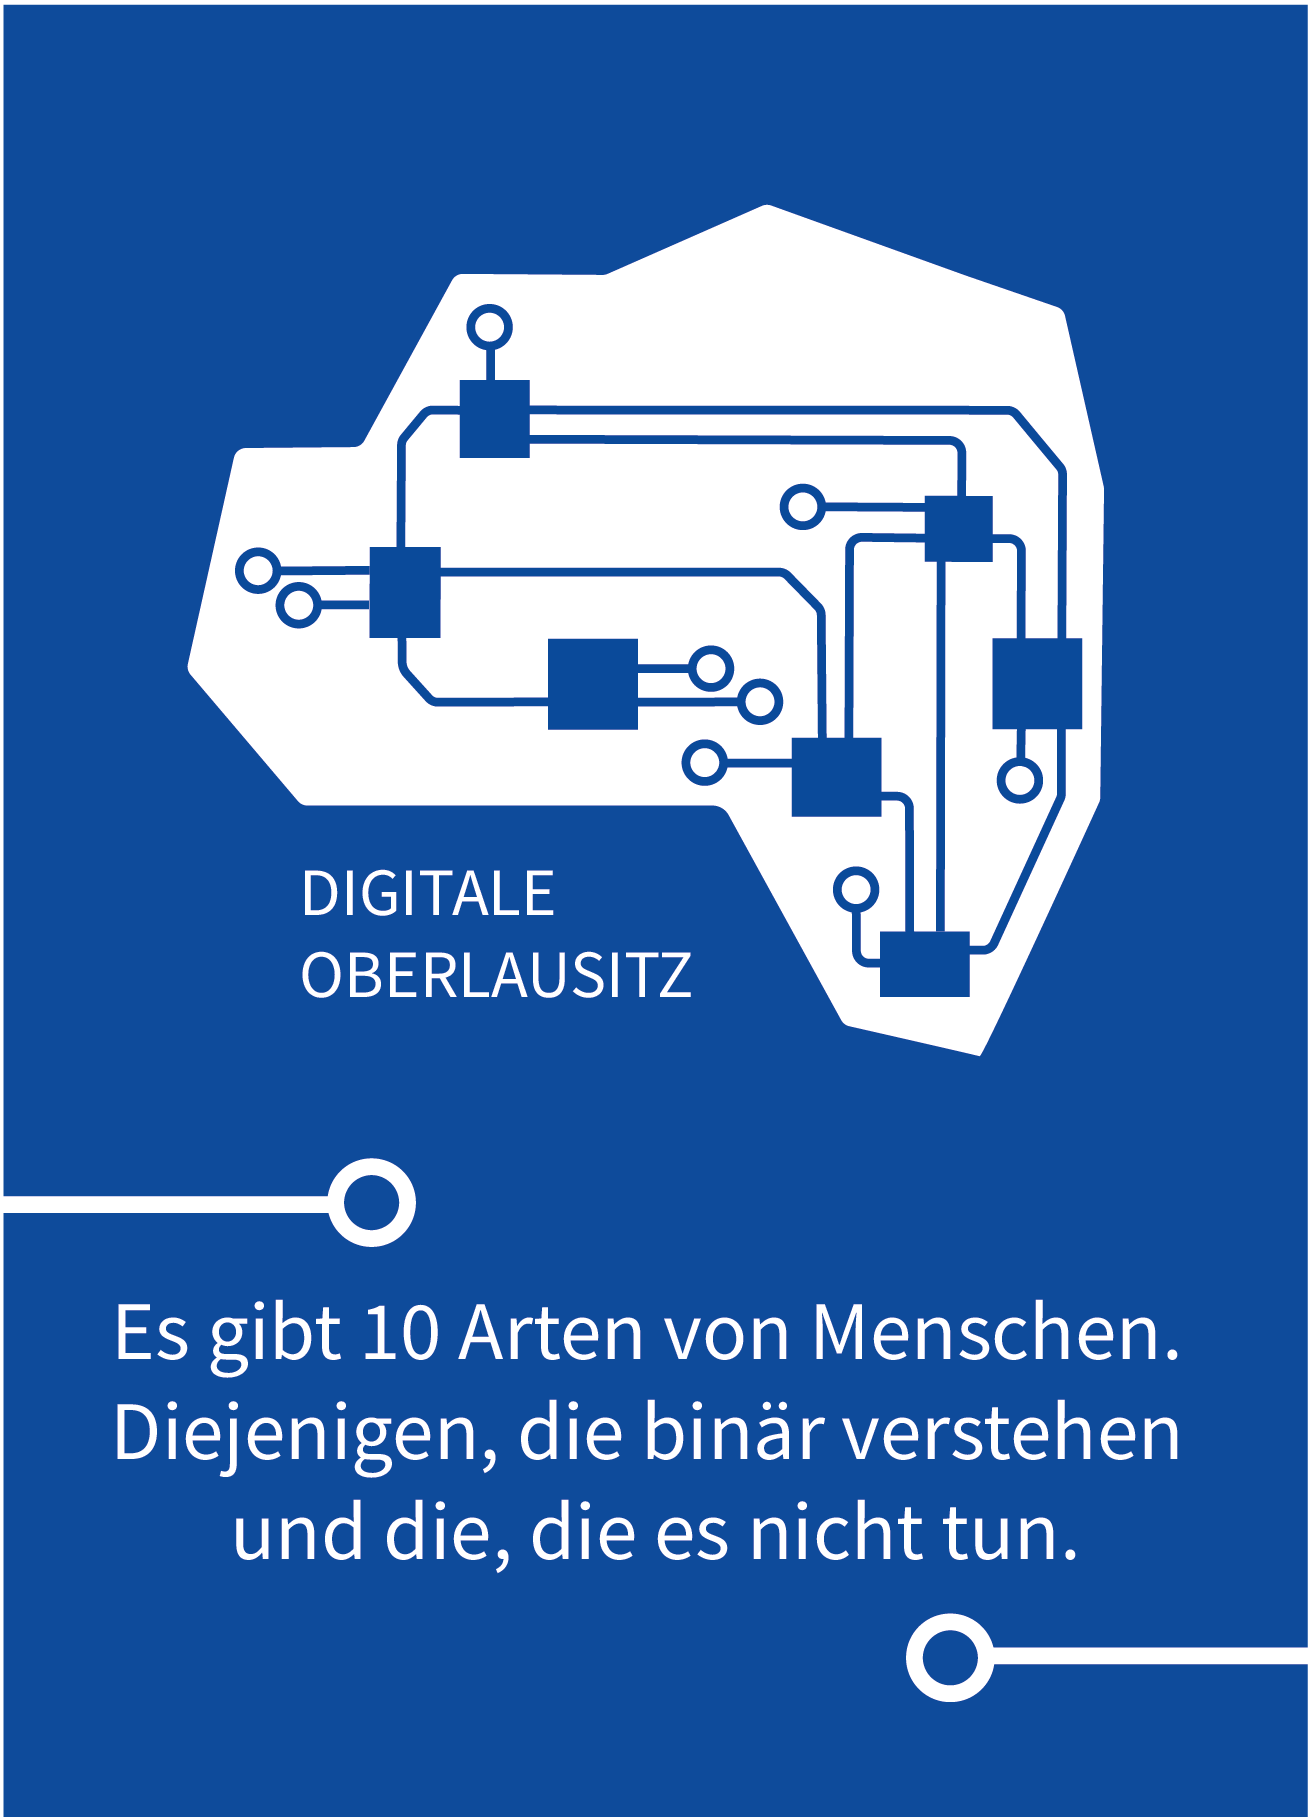 DIGITALE
OBERLAUSITZ
Es gibt 10 Arten von Menschen.
Diejenigen, die binär verstehen
und die, die es nicht tun.